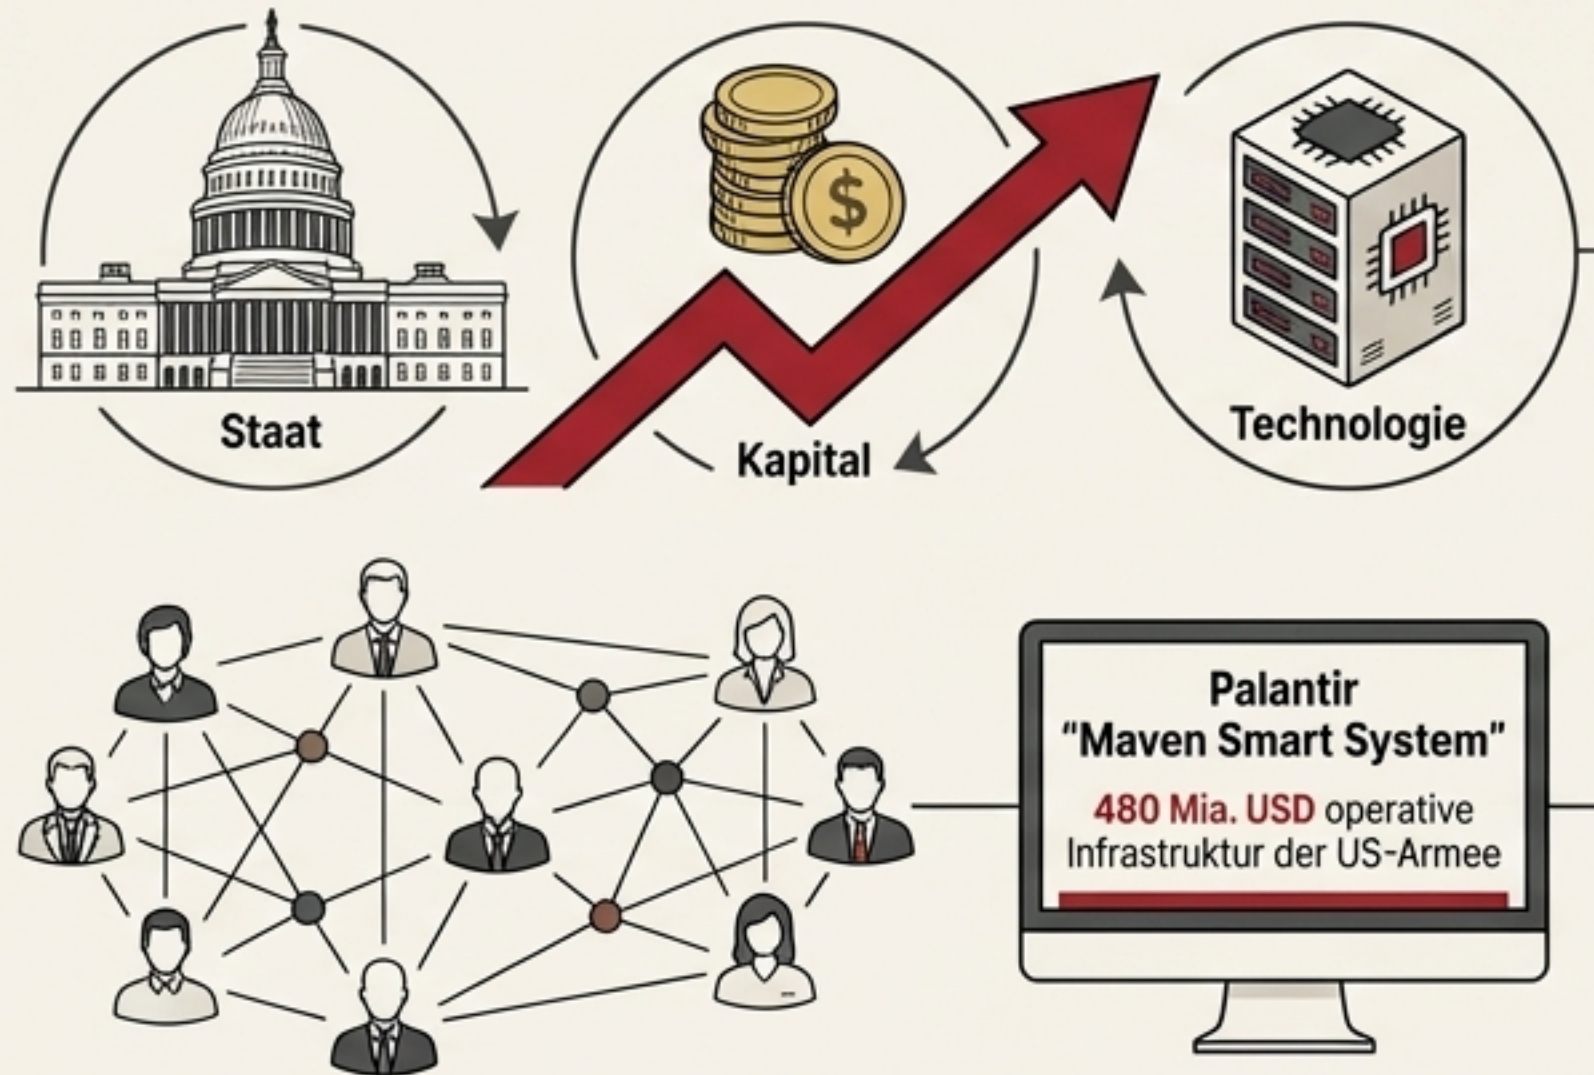 Staat
Kapital
Technologie
$
Palantir
“Maven Smart System”
480 Mia. USD operative
Infrastruktur der US-Armee